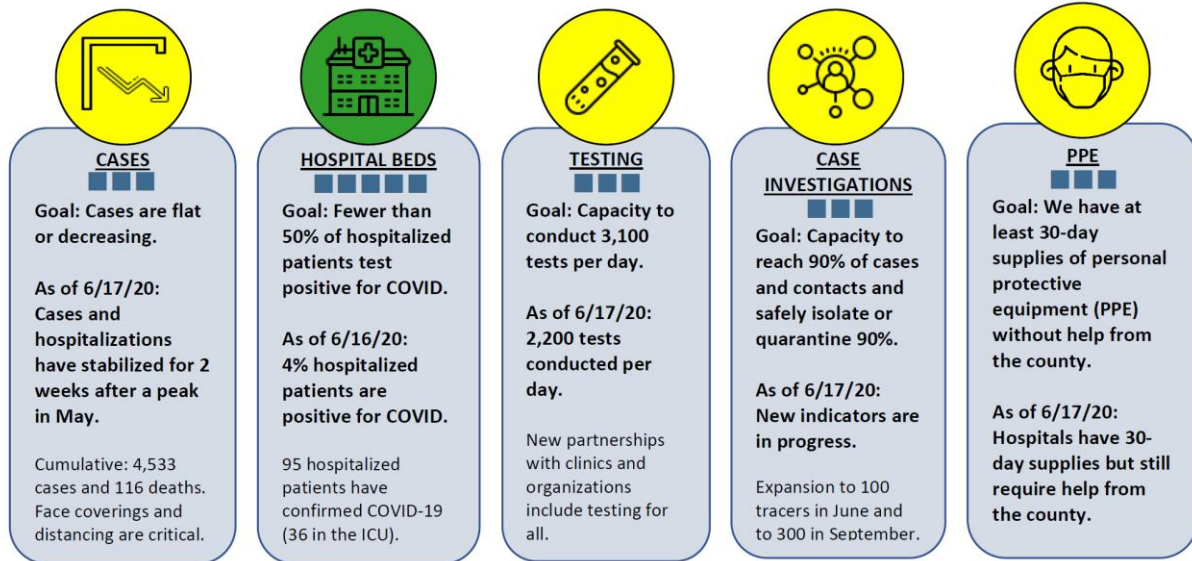 CASES
Goal: Cases are flat
or decreasing.
As of 6/17/20:
Cases and
hospitalizations
have stabilized for 2
weeks after a peak
in May.
Cumulative: 4,533
cases and 116 deaths.
Face coverings and
distancing are critical.
HOSPITAL BEDS
Goal: Fewer than
50% of hospitalized
patients test
positive for COVID.
As of 6/16/20:
4% hospitalized
patients are
positive for COVID.
95 hospitalized
patients have
confirmed COVID-19
(36 in the ICU).
TESTING
Goal: Capacity to
conduct 3,100
tests per day.
As of 6/17/20:
2,200 tests
conducted per
day.
New partnerships
with clinics and
organizations
include testing for
all.
CASE
INVESTIGATIONS
Goal: Capacity to
reach 90% of cases
and contacts and
safely isolate or
quarantine 90%.
As of 6/17/20:
New indicators are
in progress.
Expansion to 100
tracers in June and
to 300 in September.
PPE
Goal: We have at
least 30-day
supplies of personal
protective
equipment (PPE)
without help from
the county.
As of 6/17/20:
Hospitals have 30-
day supplies but still
require help from
the county.